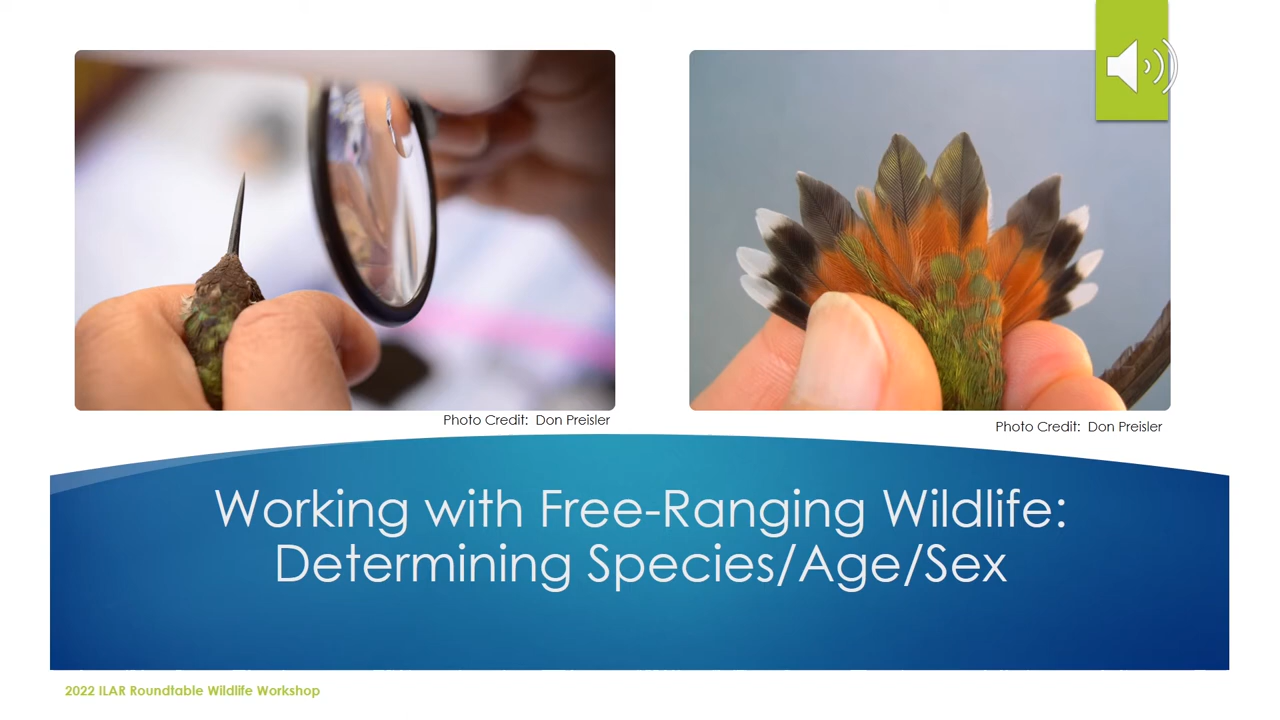 Photo Credit: Don Preisler
Photo Credit: Don Preisler
Working with Free-Ranging Wildlife:
Determining Species/Age/Sex
2022 ILAR Roundtable Wildlife Workshop